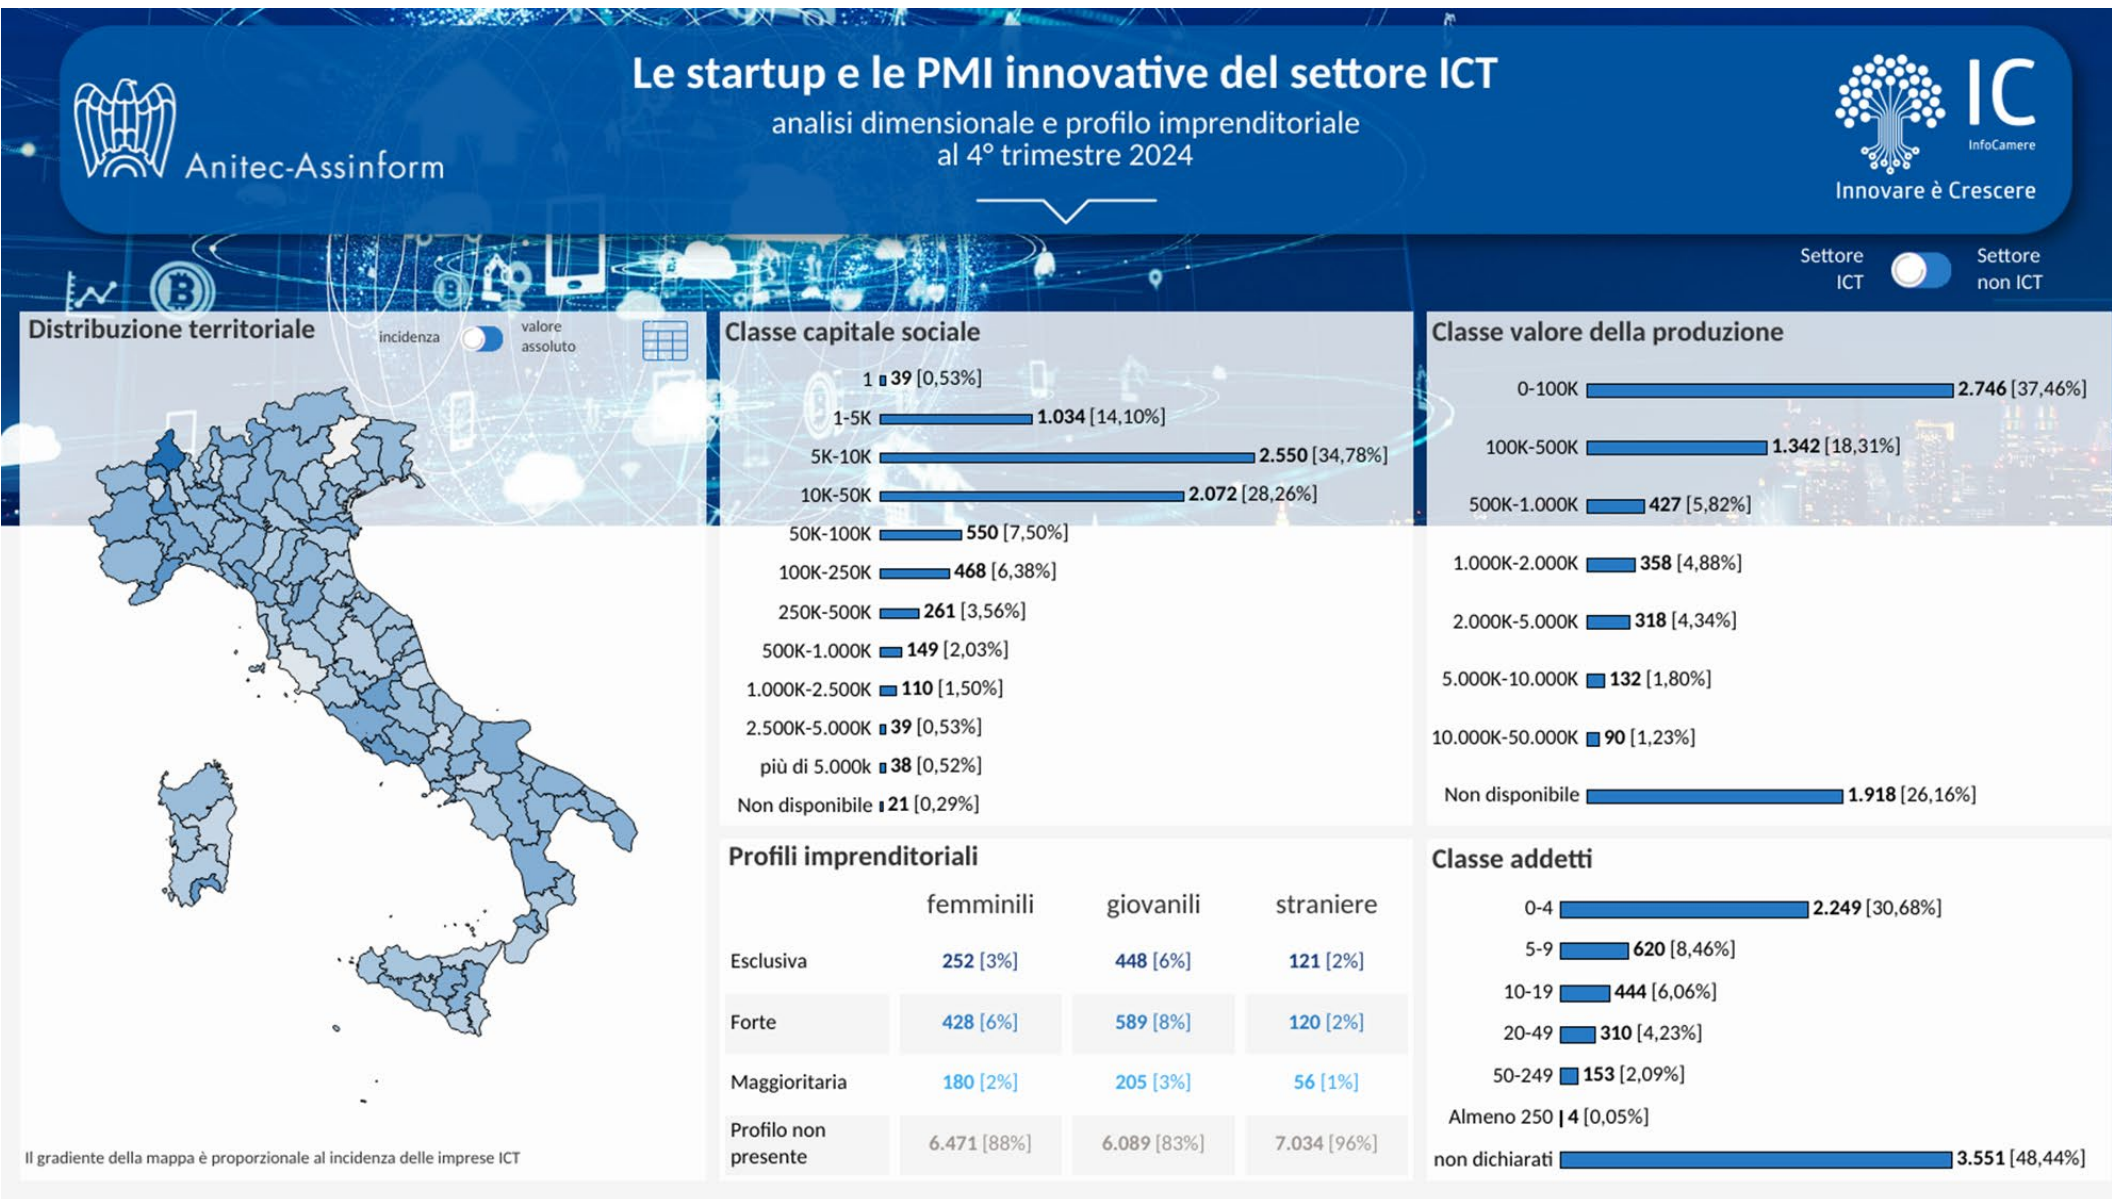 Le startup e le PMI innovative del settore ICT
analisi dimensionale e profilo imprenditoriale
al 4° trimestre 2024
Anitec-Assinform
IC
InfoCamere
Innovare è Crescere
Settore
ICT
Settore
non ICT
Distribuzione territoriale
incidenza
valore
assoluto
Il gradiente della mappa è proporzionale al incidenza delle imprese ICT
Classe capitale sociale
1 39 [0,53%]
1-5K 1.034 [14,10%]
5K-10K 2.550 [34,78%]
10K-50K 2.072 [28,26%]
50K-100K 550 [7,50%]
100K-250K 468 [6,38%]
250K-500K 261 [3,56%]
500K-1.000K 149 [2,03%]
1.000K-2.500K 110 [1,50%]
2.500K-5.000K 39 [0,53%]
più di 5.000k 38 [0,52%]
Non disponibile 21 [0,29%]
Classe valore della produzione
0-100K 2.746 [37,46%]
100K-500K 1.342 [18,31%]
500K-1.000K 427 [5,82%]
1.000K-2.000K 358 [4,88%]
2.000K-5.000K 318 [4,34%]
5.000K-10.000K 132 [1,80%]
10.000K-50.000K 90 [1,23%]
Non disponibile 1.918 [26,16%]
Profili imprenditoriali
femminili giovanili straniere
Esclusiva 252 [3%] 448 [6%] 121 [2%]
Forte 428 [6%] 589 [8%] 120 [2%]
Maggioritaria 180 [2%] 205 [3%] 56 [1%]
Profilo non
presente 6.471 [88%] 6.089 [83%] 7.034 [96%]
Classe addetti
0-4 2.249 [30,68%]
5-9 620 [8,46%]
10-19 444 [6,06%]
20-49 310 [4,23%]
50-249 153 [2,09%]
Almeno 250 4 [0,05%]
non dichiarati 3.551 [48,44%]